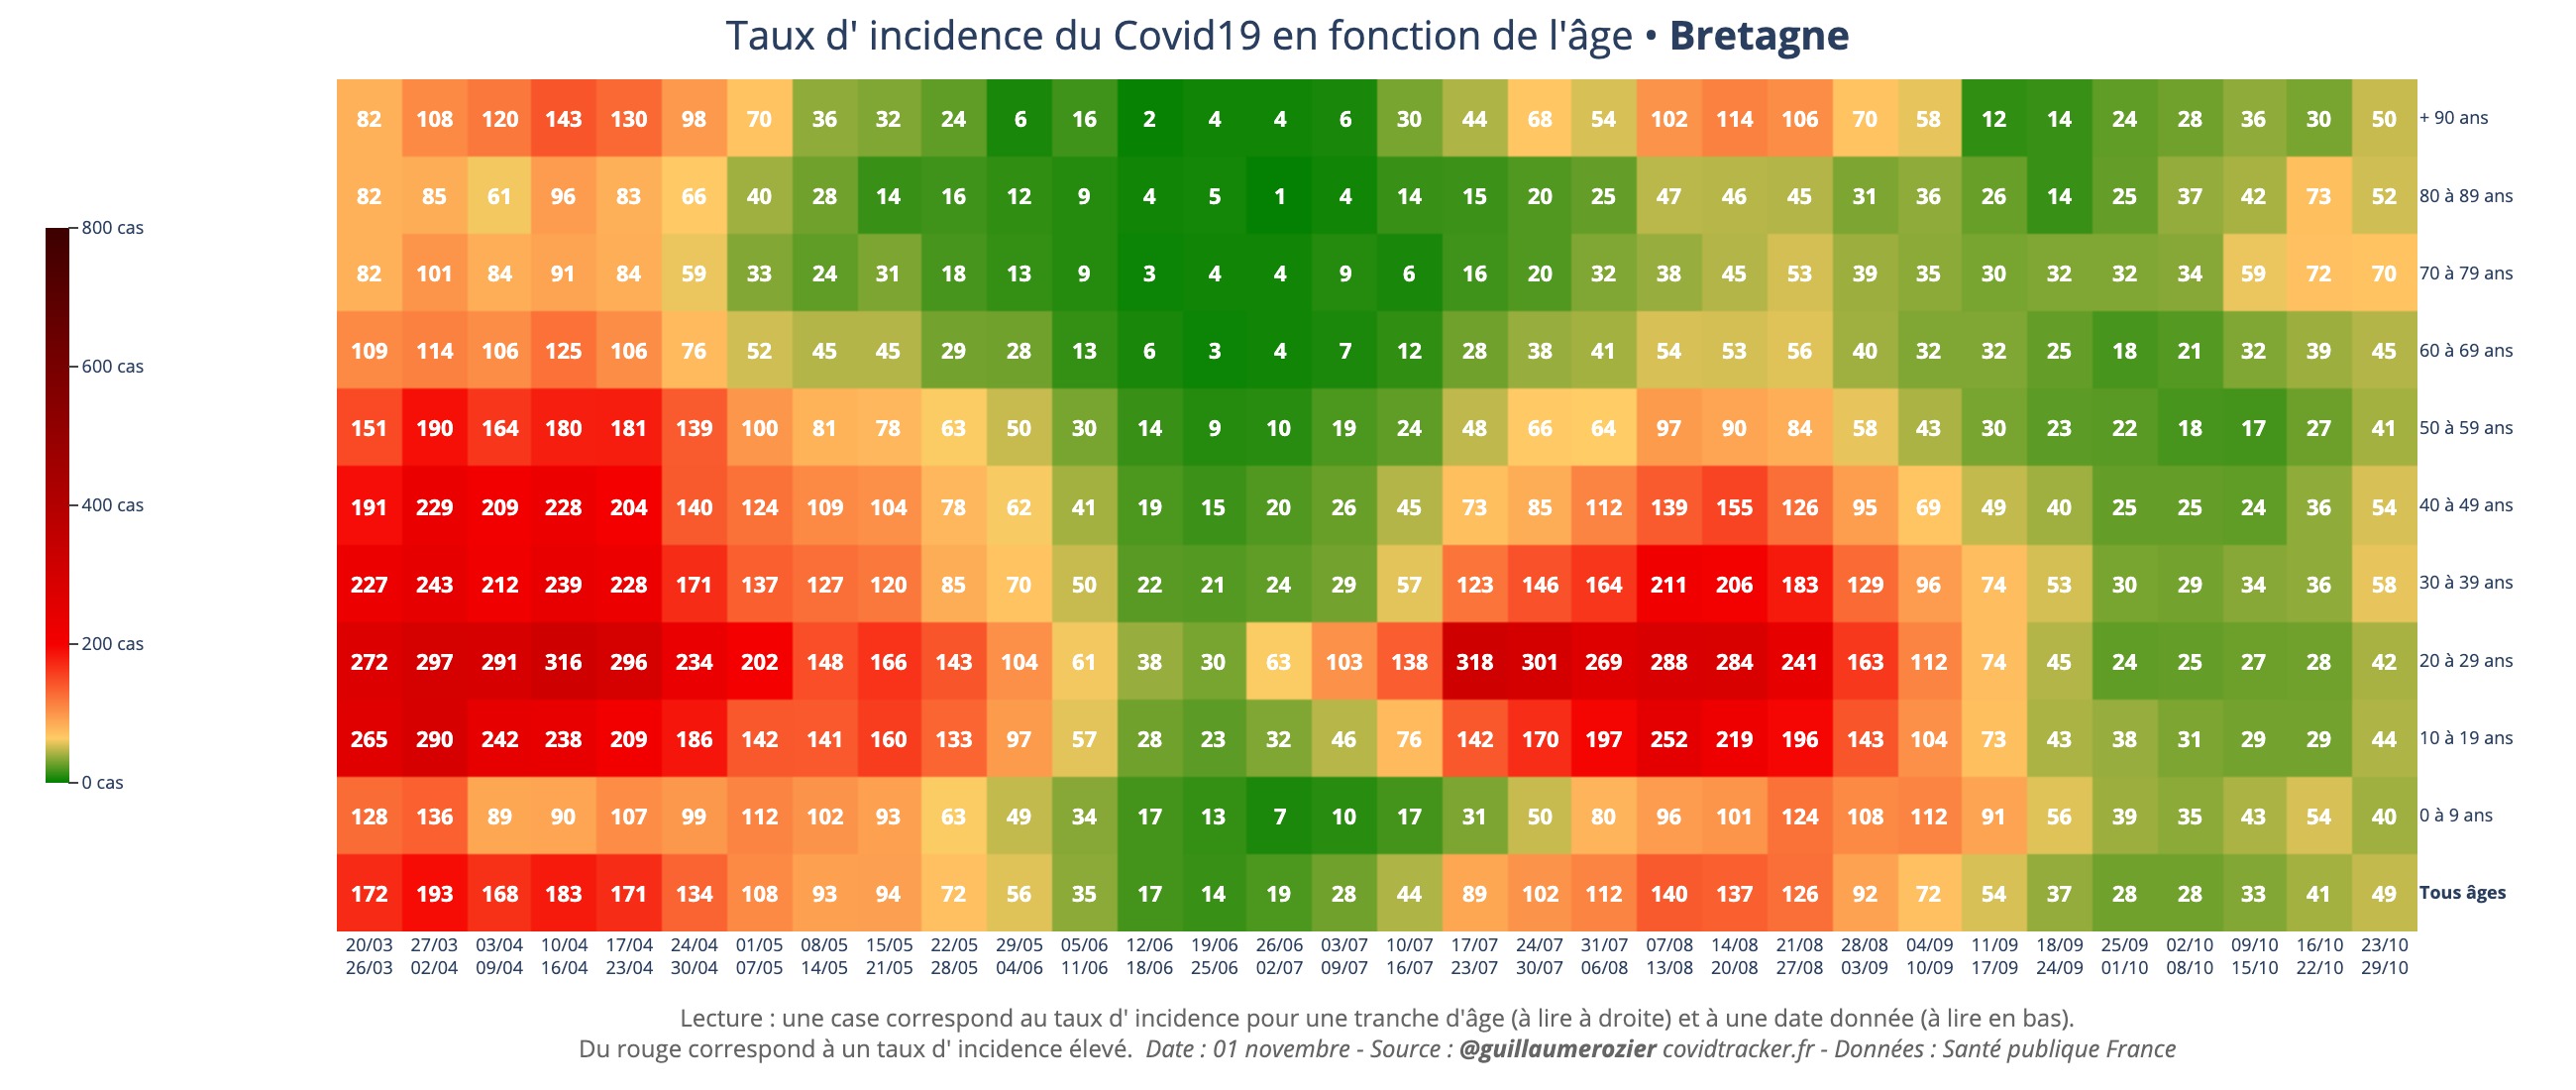 Taux d' incidence du Covid19 en fonction de l'âge • Bretagne
82 108 120 143 130 98 70 36 32 24 6 16 2 4 4 6 30 44 68 54 102 114 106 70 58 12 14 24 28 36 30 50 + 90 ans
82 85 61 96 83 66 40 28 14 16 12 9 4 5 1 4 14 15 20 25 47 46 45 31 36 26 14 25 37 42 73 52 80 à 89 ans
800 cas
82 101 84 91 84 59 33 24 31 18 13 9 3 4 4 9 6 16 20 32 38 45 53 39 35 30 32 32 34 59 72 70 70 à 79 ans
109 114 106 125 106 76 52 45 45 29 28 13 6 3 4 7 12 28 38 41 54 53 56 40 32 32 25 18 21 32 39 45 60 à 69 ans
600 cas
151 190 164 180 181 139 100 81 78 63 50 30 14 9 10 19 24 48 66 64 97 90 84 58 43 30 23 22 18 17 27 41 50 à 59 ans
400 cas
191 229 209 228 204 140 124 109 104 78 62 41 19 15 20 26 45 73 85 112 139 155 126 95 69 49 40 25 25 24 36 54 40 à 49 ans
227 243 212 239 228 171 137 127 120 85 70 50 22 21 24 29 57 123 146 164 211 206 183 129 96 74 53 30 29 34 36 58 30 à 39 ans
200 cas
272 297 291 316 296 234 202 148 166 143 104 61 38 30 63 103 138 318 301 269 288 284 241 163 112 74 45 24 25 27 28 42 20 à 29 ans
265 290 242 238 209 186 142 141 160 133 97 57 28 23 32 46 76 142 170 197 252 219 196 143 104 73 43 38 31 29 29 44 10 à 19 ans
0 cas
128 136 89 90 107 99 112 102 93 63 49 34 17 13 7 10 17 31 50 80 96 101 124 108 112 91 56 39 35 43 54 40 0 à 9 ans
172 193 168 183 171 134 108 93 94 72 56 35 17 14 19 28 44 89 102 112 140 137 126 92 72 54 37 28 28 33 41 49 Tous âges
20/03 27/03 03/04 10/04 17/04 24/04 01/05 08/05 15/05 22/05 29/05 05/06 12/06 19/06 26/06 03/07 10/07 17/07 24/07 31/07 07/08 14/08 21/08 28/08 04/09 11/09 18/09 25/09 02/10 09/10 16/10 23/10
26/03 02/04 09/04 16/04 23/04 30/04 07/05 14/05 21/05 28/05 04/06 11/06 18/06 25/06 02/07 09/07 16/07 23/07 30/07 06/08 13/08 20/08 27/08 03/09 10/09 17/09 24/09 01/10 08/10 15/10 22/10 29/10
Lecture : une case correspond au taux d' incidence pour une tranche d'âge (à lire à droite) et à une date donnée (à lire en bas).
Du rouge correspond à un taux d' incidence élevé. Date : 01 novembre - Source : @guillaumerozier covidtracker.fr - Données : Santé publique France